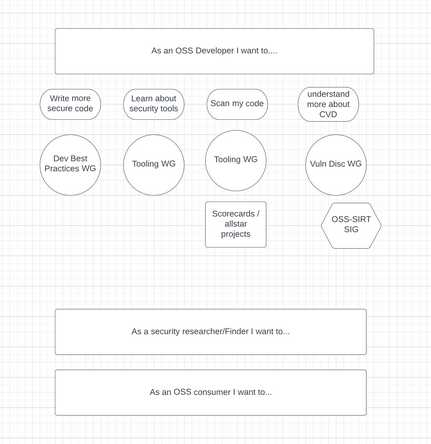 As an OSS Developer I want to....
Write more
secure code
Learn about
security tools
Scan my code
understand
more about
CVD
Dev Best
Practices WG
Tooling WG
Tooling WG
Vuln Disc WG
Scorecards /
allstar
projects
OSS-SIRT
SIG
As a security researcher/Finder I want to...
As an OSS consumer I want to...